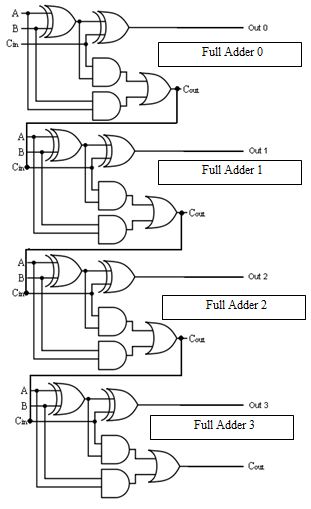 A
Out 0
B
Cin
Full Adder 0
Cout
A
Out 1
B
Cin
Full Adder 1
Cout
A
Out 2
B
Cin
Full Adder 2
Cout
A
Out 3
B
Cin
Full Adder 3
Cout